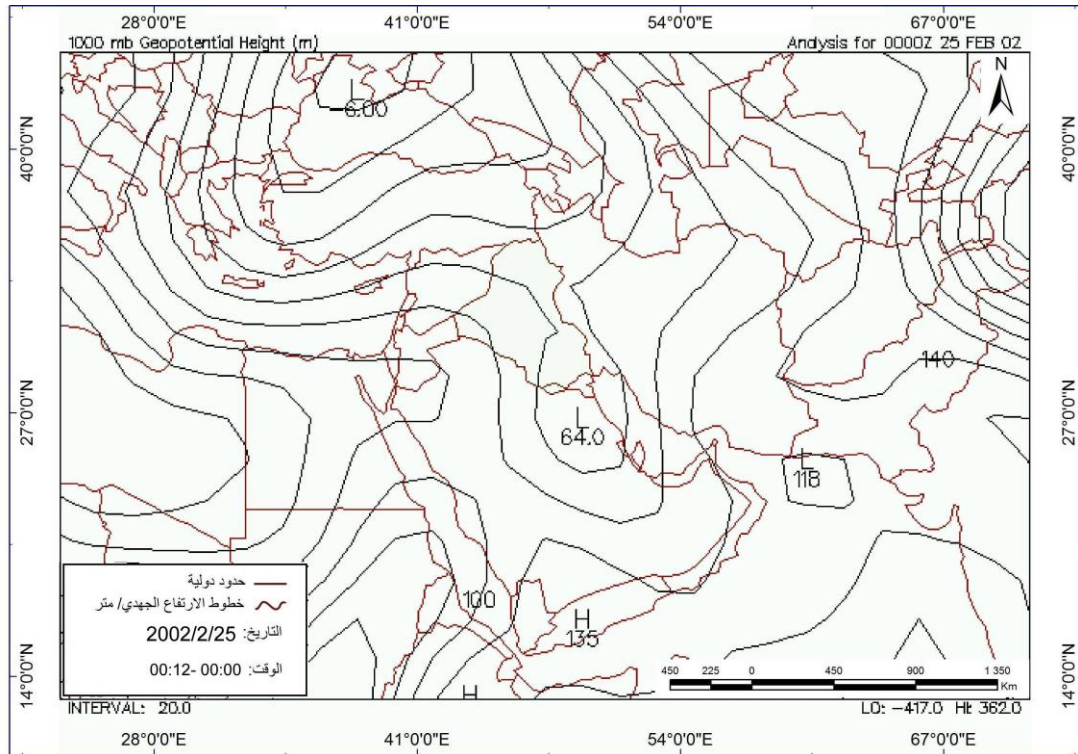 28°0'0"E 41°0'0"E 54°0'0"E 67°0'0"E
1000 mb Geopotential Height (m) Analysis for 0000Z 25 FEB 02
N
L
-6.00
40°0'0"N 40°0'0"N
140
27°0'0"N 27°0'0"N
L
64.0
L
118
100
H
135
H
حدود دولية
خطوط الارتفاع الجهدي/ متر
التاريخ: 2002/2/25
الوقت: 00:00 -00:12
14°0'0"N 14°0'0"N
450 225 0 450 900 1.350
Km
INTERVAL: 20.0 LO: -417.0 HI: 362.0
28°0'0"E 41°0'0"E 54°0'0"E 67°0'0"E